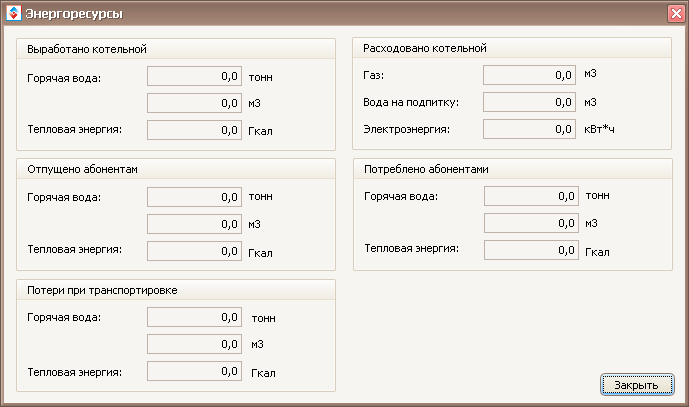 Энергоресурсы
Выработано котельной
Горячая вода: 0,0 тонн
0,0 м3
Тепловая энергия: 0,0 Гкал
Расходовано котельной
Газ: 0,0 м3
Вода на подпитку: 0,0 м3
Электроэнергия: 0,0 кВт*ч
Отпущено абонентам
Горячая вода: 0,0 тонн
0,0 м3
Тепловая энергия: 0,0 Гкал
Потреблено абонентами
Горячая вода: 0,0 тонн
0,0 м3
Тепловая энергия: 0,0 Гкал
Потери при транспортировке
Горячая вода: 0,0 тонн
0,0 м3
Тепловая энергия: 0,0 Гкал
Закрыть